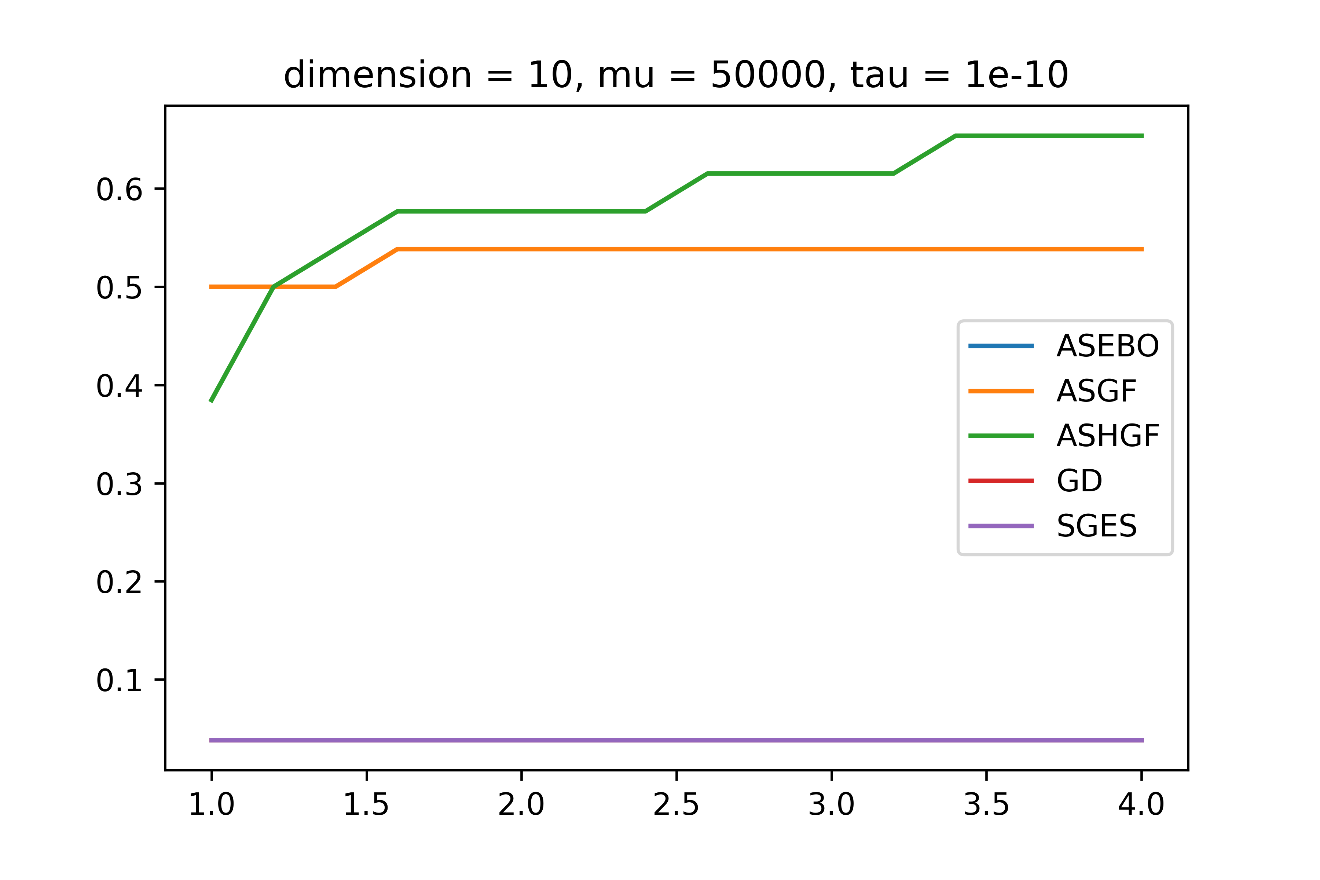 dimension = 10, mu = 50000, tau = 1e-10
0.6
0.5
0.4
0.3
0.2
0.1
ASEBO
ASGF
ASHGF
GD
SGES
1.0 1.5 2.0 2.5 3.0 3.5 4.0